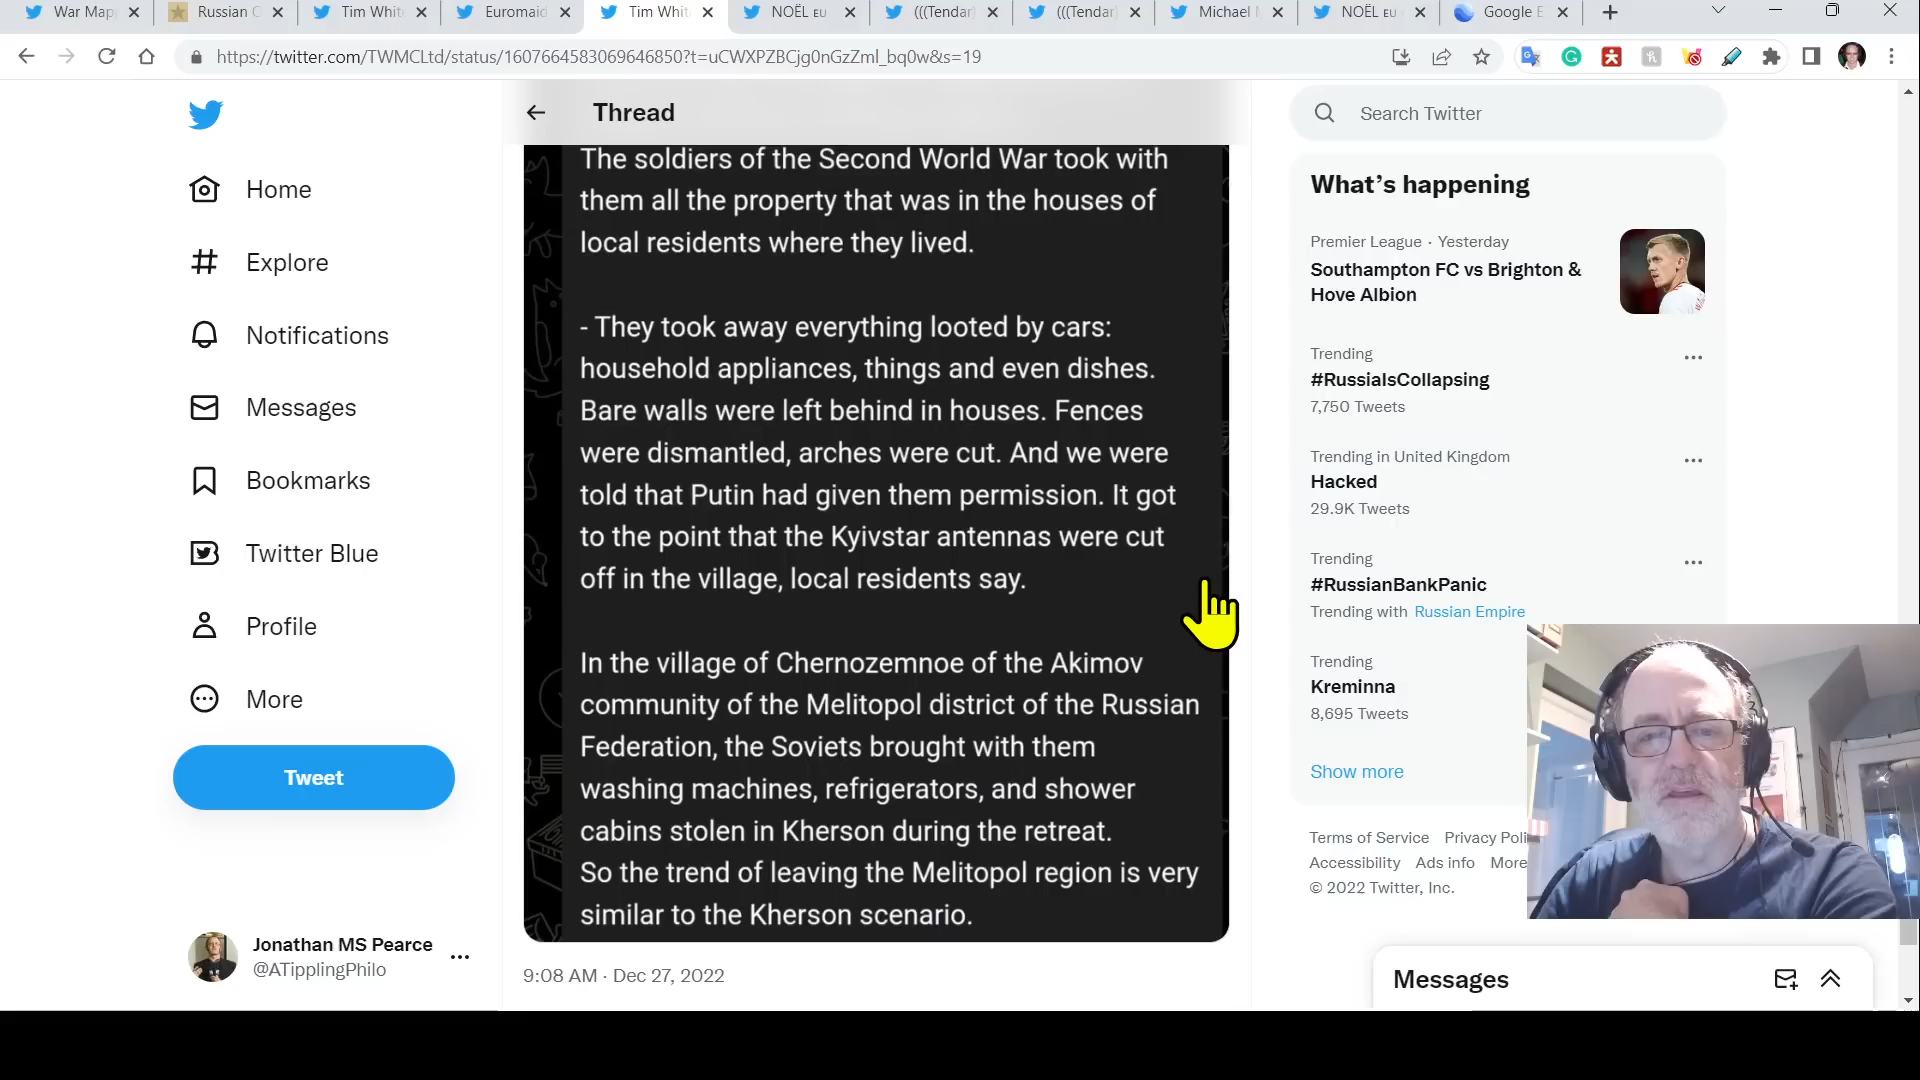 War Map
Russian C
Tim White
Euromaid
Tim White
NOËL EU
(((Tendar)
(((Tendar)
Michael M
NOËL EU
Google E
https://twitter.com/TWMCLtd/status/1607664583069646850?t=uCWXPZBCjg0nGzZml_bq0w&s=19
Home
Explore
Notifications
Messages
Bookmarks
Twitter Blue
Profile
More
Tweet
Jonathan MS Pearce
@ATipplingPhilo
Thread
The soldiers of the Second World War took with
them all the property that was in the houses of
local residents where they lived.
- They took away everything looted by cars:
household appliances, things and even dishes.
Bare walls were left behind in houses. Fences
were dismantled, arches were cut. And we were
told that Putin had given them permission. It got
to the point that the Kyivstar antennas were cut
off in the village, local residents say.
In the village of Chernozemnoe of the Akimov
community of the Melitopol district of the Russian
Federation, the Soviets brought with them
washing machines, refrigerators, and shower
cabins stolen in Kherson during the retreat.
So the trend of leaving the Melitopol region is very
similar to the Kherson scenario.
9:08 AM · Dec 27, 2022
Search Twitter
What's happening
Premier League · Yesterday
Southampton FC vs Brighton &
Hove Albion
Trending
#RussiaIsCollapsing
7,750 Tweets
Trending in United Kingdom
Hacked
29.9K Tweets
Trending
#RussianBankPanic
Trending with Russian Empire
Trending
Kreminna
8,695 Tweets
Show more
Terms of Service Privacy Poli
Accessibility Ads info More
© 2022 Twitter, Inc.
Messages